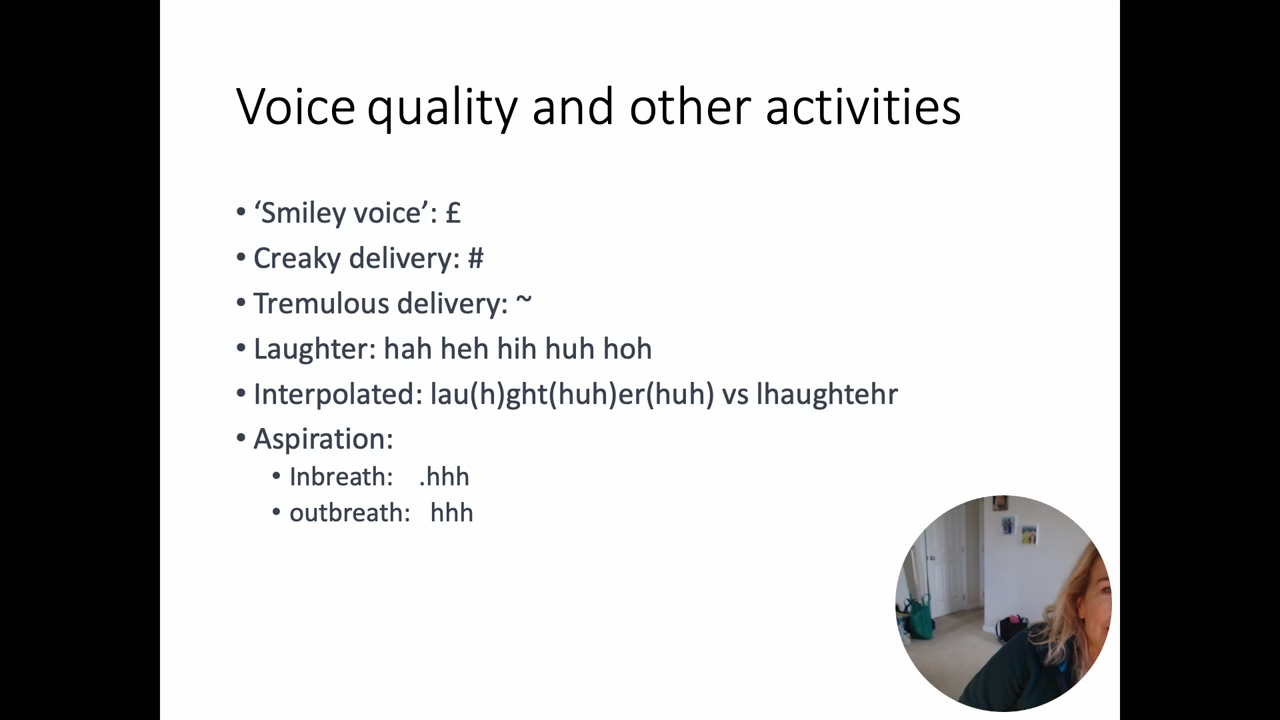 Voice quality and other activities
• ‘Smiley voice’: £
• Creaky delivery: #
• Tremulous delivery: ~
• Laughter: hah heh hih huh hoh
• Interpolated: lau(h)ght(huh)er(huh) vs lhaughtehr
• Aspiration:
• Inbreath: .hhh
• outbreath: hhh